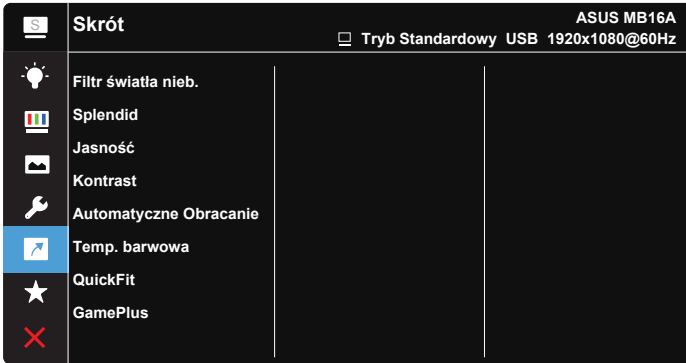 S
Skrót
ASUS MB16A
Tryb Standardowy USB 1920x1080@60Hz
Filtr światła nieb.
Splendid
Jasność
Kontrast
Automatyczne Obracanie
Temp. barwowa
QuickFit
GamePlus